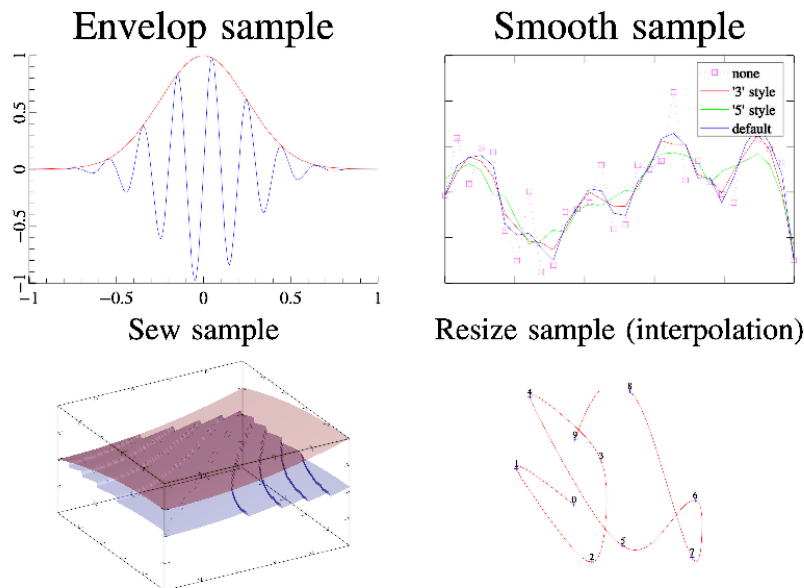 Envelop sample
1
0.5
0
−0.5
−1
−1
−0.5
0
0.5
1
Smooth sample
none
'3' style
'5' style
default
Sew sample
Resize sample (interpolation)
4
8
9
3
1
0
6
5
2
7